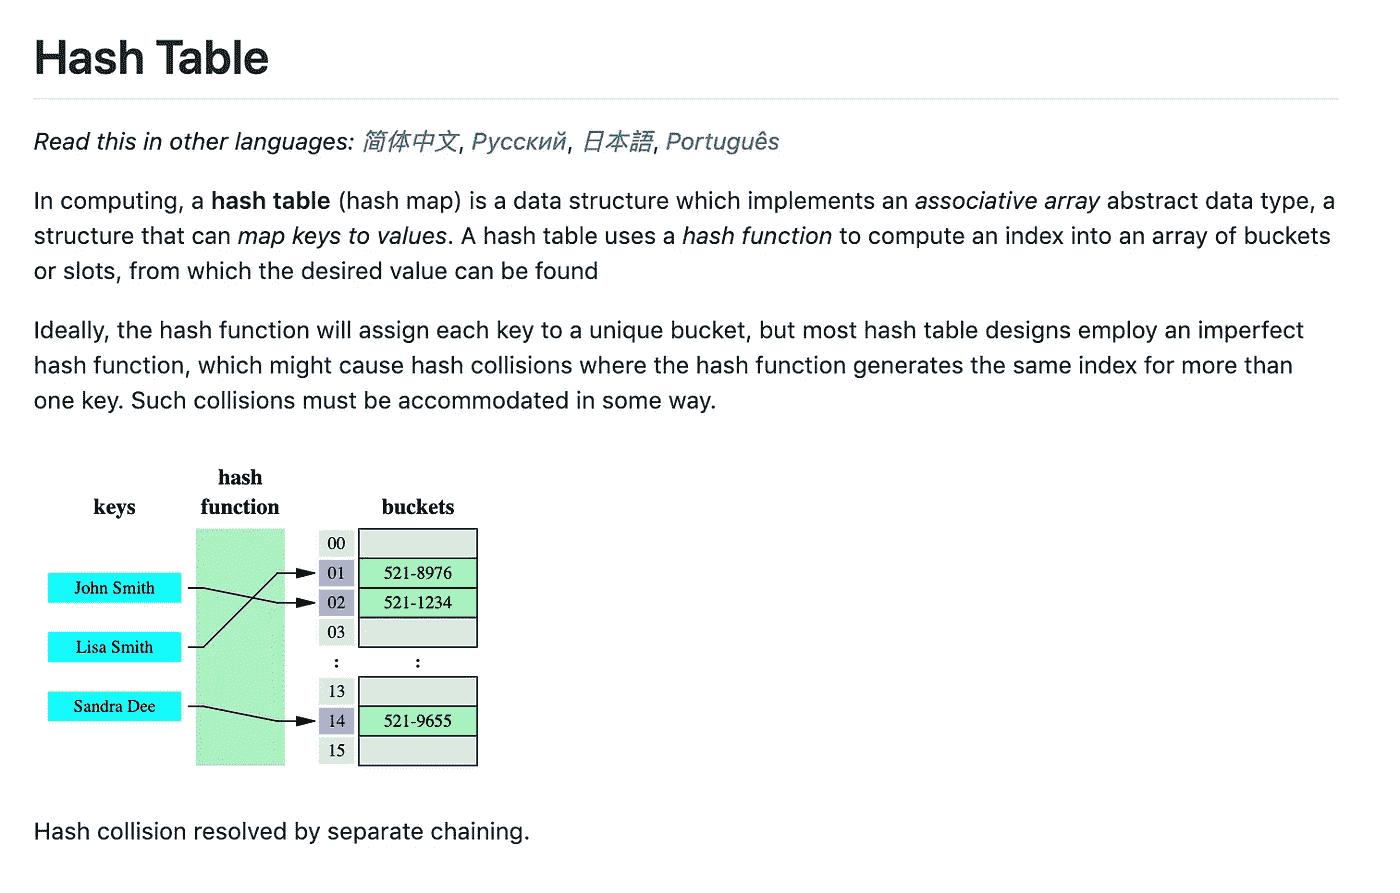 Hash Table
Read this in other languages: 简体中文, Русский, 日本語, Português
In computing, a hash table (hash map) is a data structure which implements an associative array abstract data type, a
structure that can map keys to values. A hash table uses a hash function to compute an index into an array of buckets
or slots, from which the desired value can be found
Ideally, the hash function will assign each key to a unique bucket, but most hash table designs employ an imperfect
hash function, which might cause hash collisions where the hash function generates the same index for more than
one key. Such collisions must be accommodated in some way.
hash
keys function buckets
00
01 521-8976
John Smith
02 521-1234
03
Lisa Smith
: :
13
Sandra Dee
14 521-9655
15
Hash collision resolved by separate chaining.